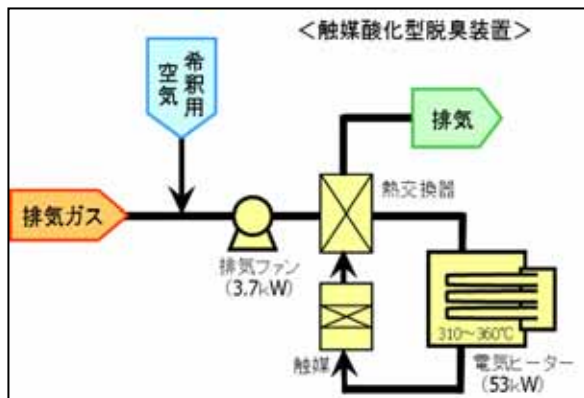 <触媒酸化型脱臭装置>
希釈用
空気
排気
排気ガス
熱交換器
排気ファン
(3.7kW)
触媒
310~360℃
電気ヒーター
(53kW)